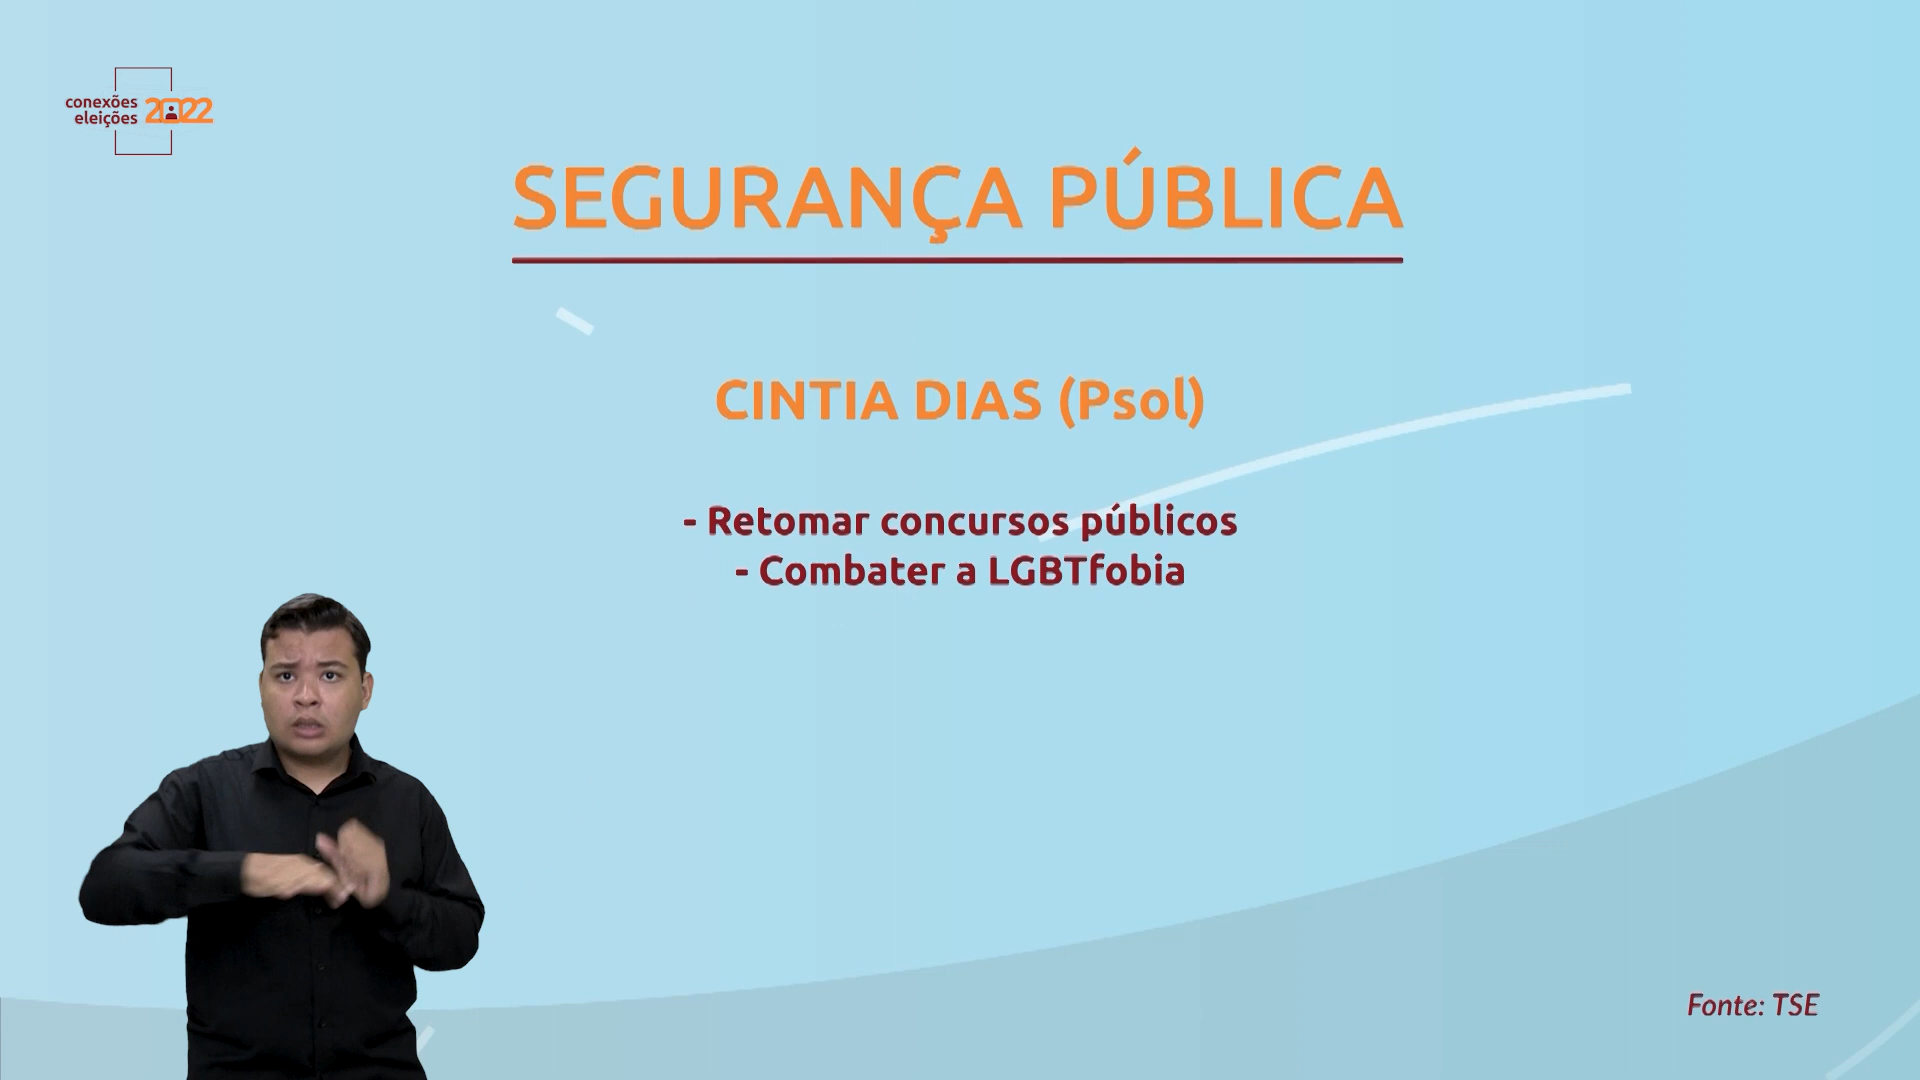 conexões
eleições 2022
SEGURANÇA PÚBLICA
CINTIA DIAS (Psol)
- Retomar concursos públicos
- Combater a LGBTfobia
Fonte: TSE